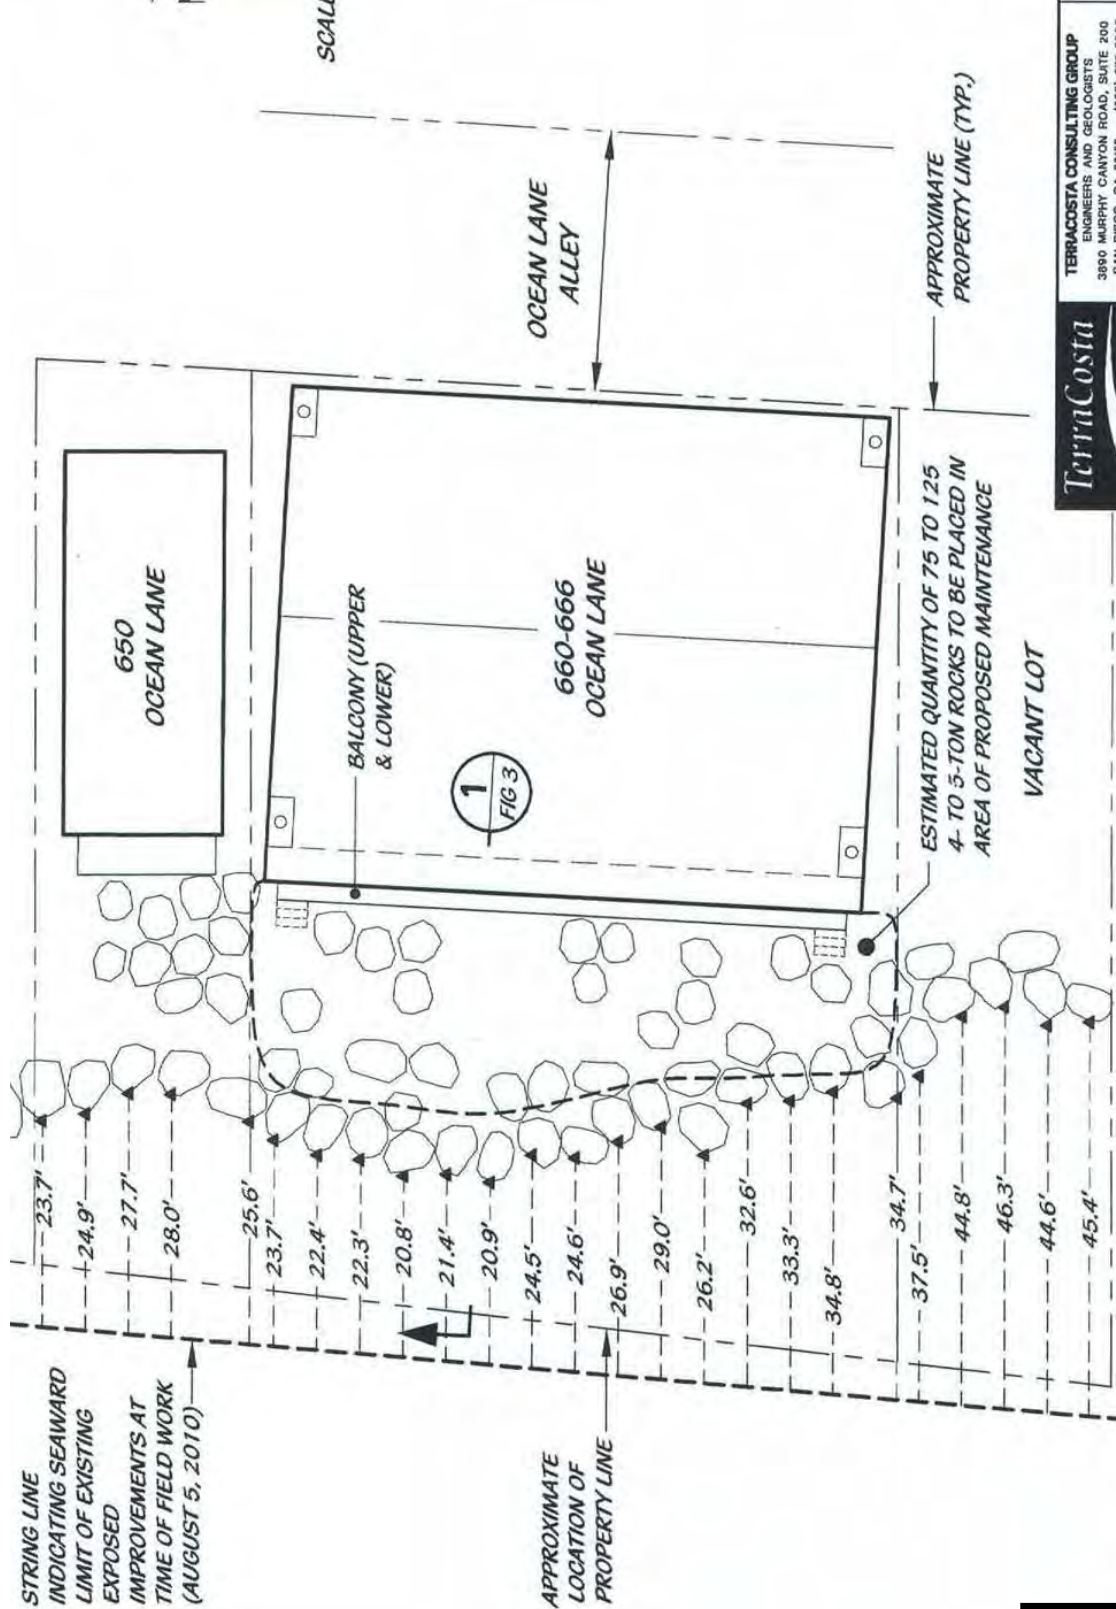 SCALE
STRING LINE
INDICATING SEAWARD
LIMIT OF EXISTING
EXPOSED
IMPROVEMENTS AT
TIME OF FIELD WORK
(AUGUST 5, 2010)
650
OCEAN LANE
OCEAN LANE
ALLEY
BALCONY (UPPER
& LOWER)
1
FIG 3
660-666
OCEAN LANE
23.7'
24.9'
27.7'
28.0'
25.6'
23.7'
22.4'
22.3'
20.8'
21.4'
20.9'
24.5'
24.6'
26.9'
29.0'
26.2'
32.6'
33.3'
34.8'
34.7'
37.5'
44.8'
46.3'
44.6'
45.4'
APPROXIMATE
LOCATION OF
PROPERTY LINE
APPROXIMATE
PROPERTY LINE (TYP.)
ESTIMATED QUANTITY OF 75 TO 125
4- TO 5-TON ROCKS TO BE PLACED IN
AREA OF PROPOSED MAINTENANCE
VACANT LOT
TerraCosta
TERRACOSTA CONSULTING GROUP
ENGINEERS AND GEOLOGISTS
3890 MURPHY CANYON ROAD, SUITE 200